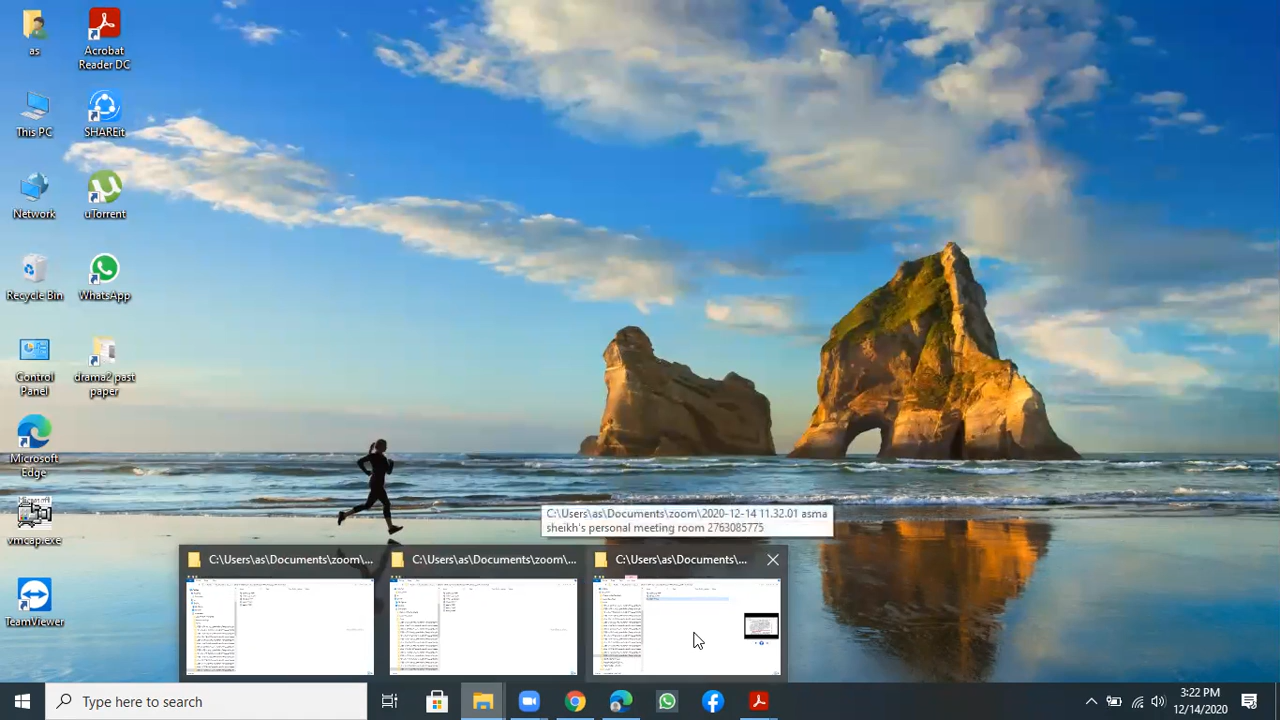 as
Acrobat
Reader DC
This PC
SHAREit
Network
uTorrent
Recycle Bin
WhatsApp
Control
Panel
drama2 past
paper
Microsoft
Edge
vmcap.exe
TeamViewer
C:\Users\as\Documents\zoom\2020-12-14 11.32.01 asma
sheikh's personal meeting room 2763085775
C:\Users\as\Documents\zoom\...
C:\Users\as\Documents\zoom\...
C:\Users\as\Documents\...
Type here to search
3:22 PM
12/14/2020